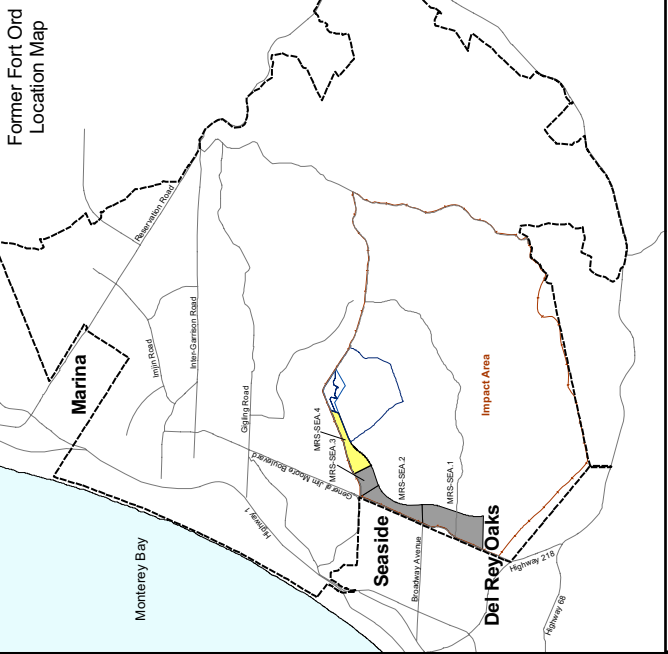 Former Fort Ord
Location Map
Reservation Road
Marina
Imjin Road
Inter-Garrison Road
Gigling Road
MRS-SEA.4
MRS-SEA.3
General Jim Moore Boulevard
Monterey Bay
Highway 1
Impact Area
MRS-SEA.2
MRS-SEA.1
Seaside
Broadway Avenue
Del Rey Oaks
Highway 218
Highway 68